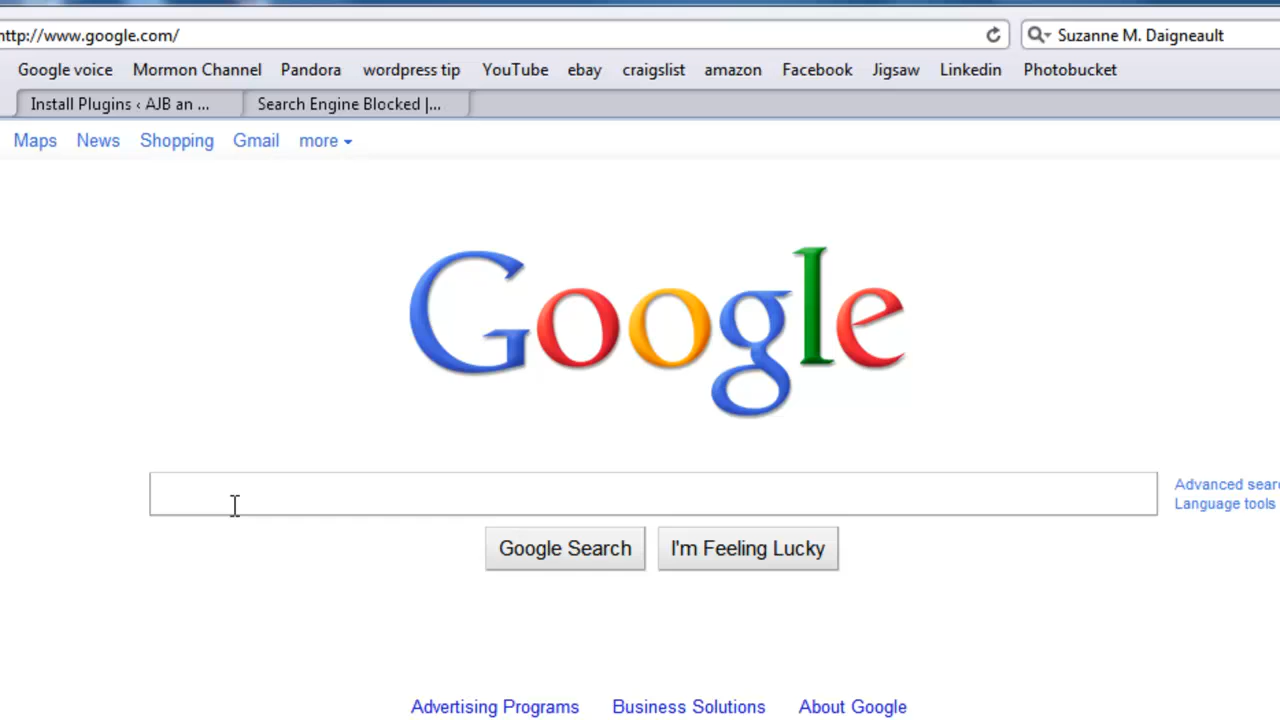 http://www.google.com/ Suzanne M. Daigneault
Google voice Mormon Channel Pandora wordpress tip YouTube ebay craigslist amazon Facebook Jigsaw Linkedin Photobucket
Install Plugins ‹ AJB an ... Search Engine Blocked |...
Maps News Shopping Gmail more
Google
Advanced sear
Language tools
Google Search I'm Feeling Lucky
Advertising Programs Business Solutions About Google